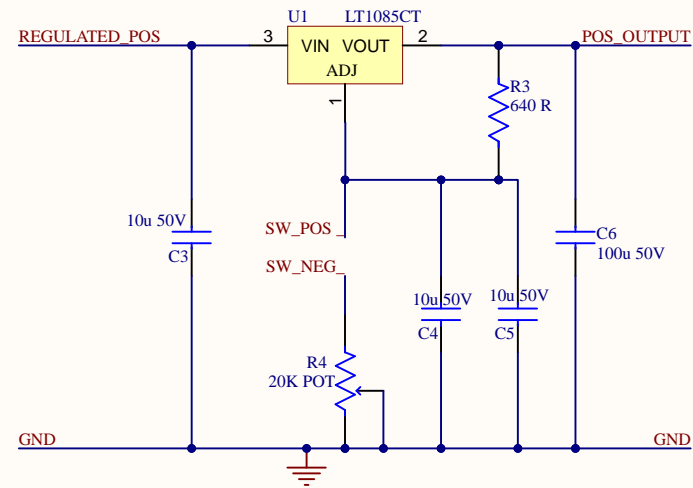 U1 LT1085CT
REGULATED_POS
3
VIN VOUT
2
POS_OUTPUT
ADJ
1
R3
640 R
10u 50V
C3
SW_POS
SW_NEG
C6
100u 50V
10u 50V
C4
10u 50V
C5
R4
20K POT
GND
GND